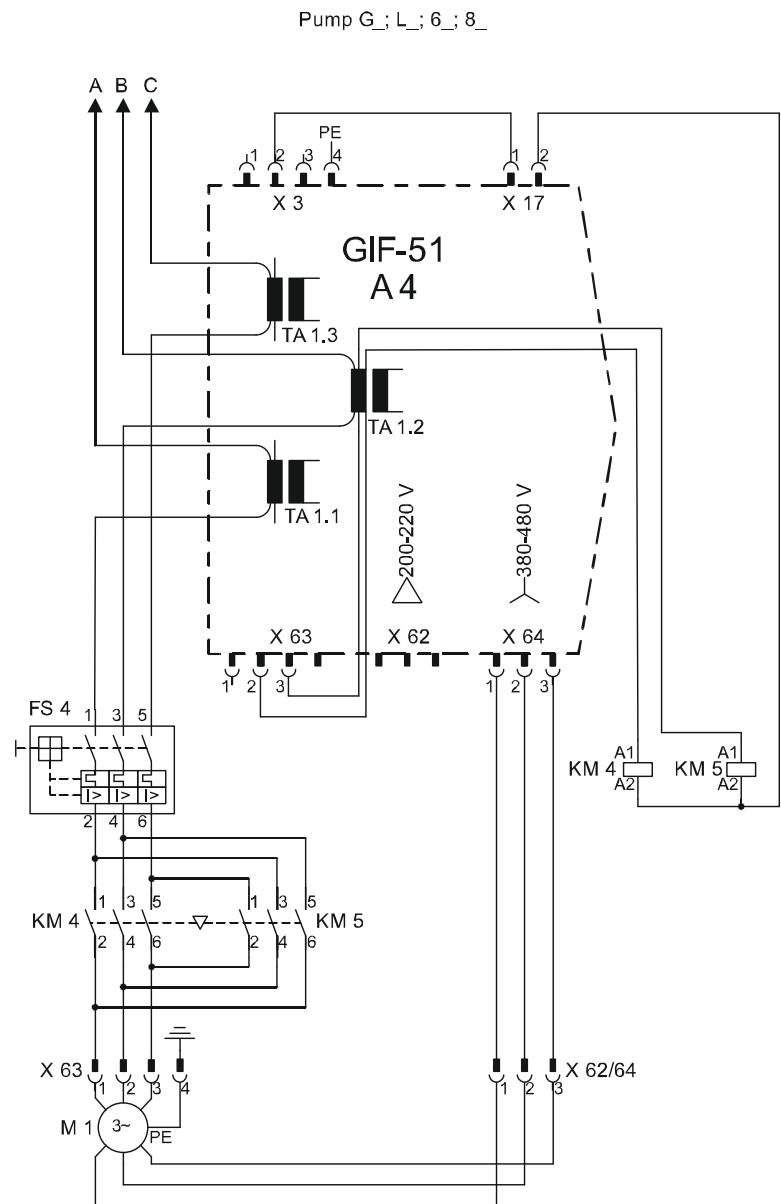 Pump G_; L_; 6_; 8_
A B C
PE
1 2 3 4 1 2
X 3 X 17
GIF-51
A 4
TA 1.3
TA 1.2
TA 1.1
200-220 V 380-480 V
X 63 X 62 X 64
1 2 3 1 2 3
FS 4 1 3 5
I> I> I>
2 4 6
KM 4 A1 A2 KM 5 A1 A2
1 3 5 1 3 5
KM 4 KM 5
2 4 6 2 4 6
X 63 1 2 3 4 1 2 3 X 62/64
M 1 3~ PE